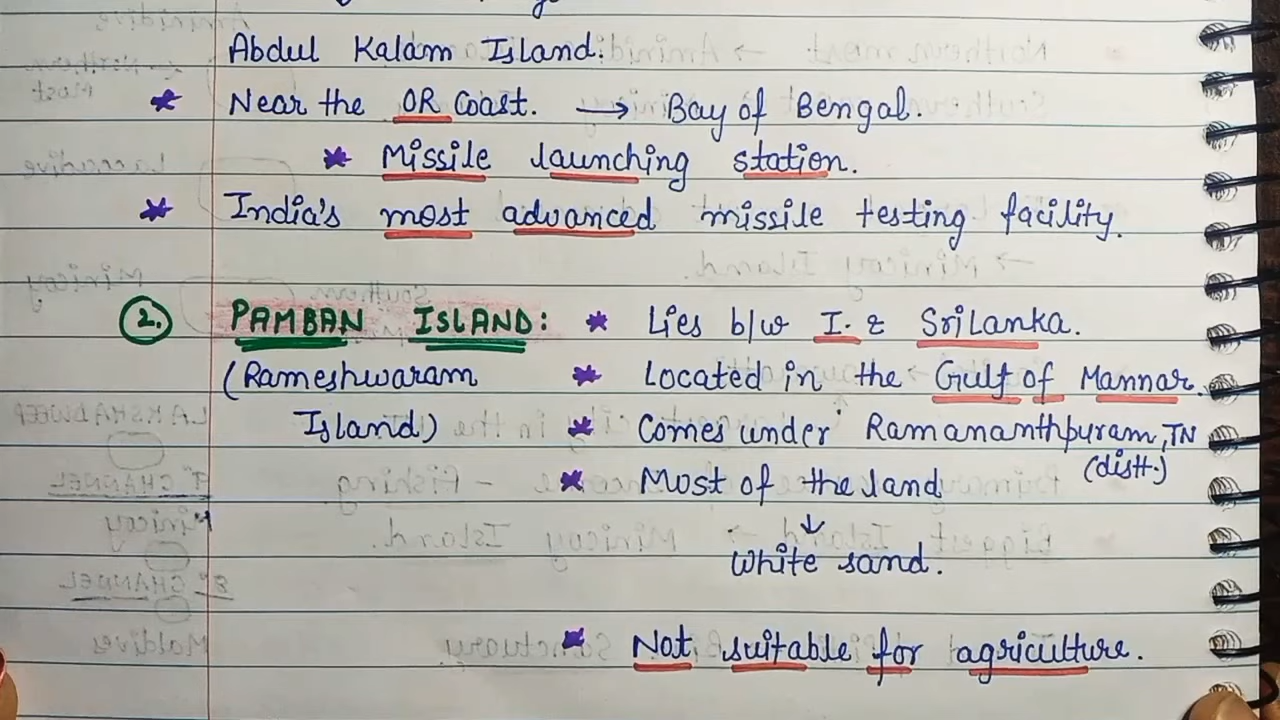 Abdul Kalam Island:
* Near the OR Coast. → Bay of Bengal.
* Missile launching station.
* India's most advanced missile testing facility.
2. PAMBAN ISLAND: * Lies b/w I. & SriLanka.
(Rameshwaram * Located in the Gulf of Mannar.
Island) * Comes under Ramananthpuram, TN
(distt.)
* Most of the land
↓
White sand.
* Not suitable for agriculture.